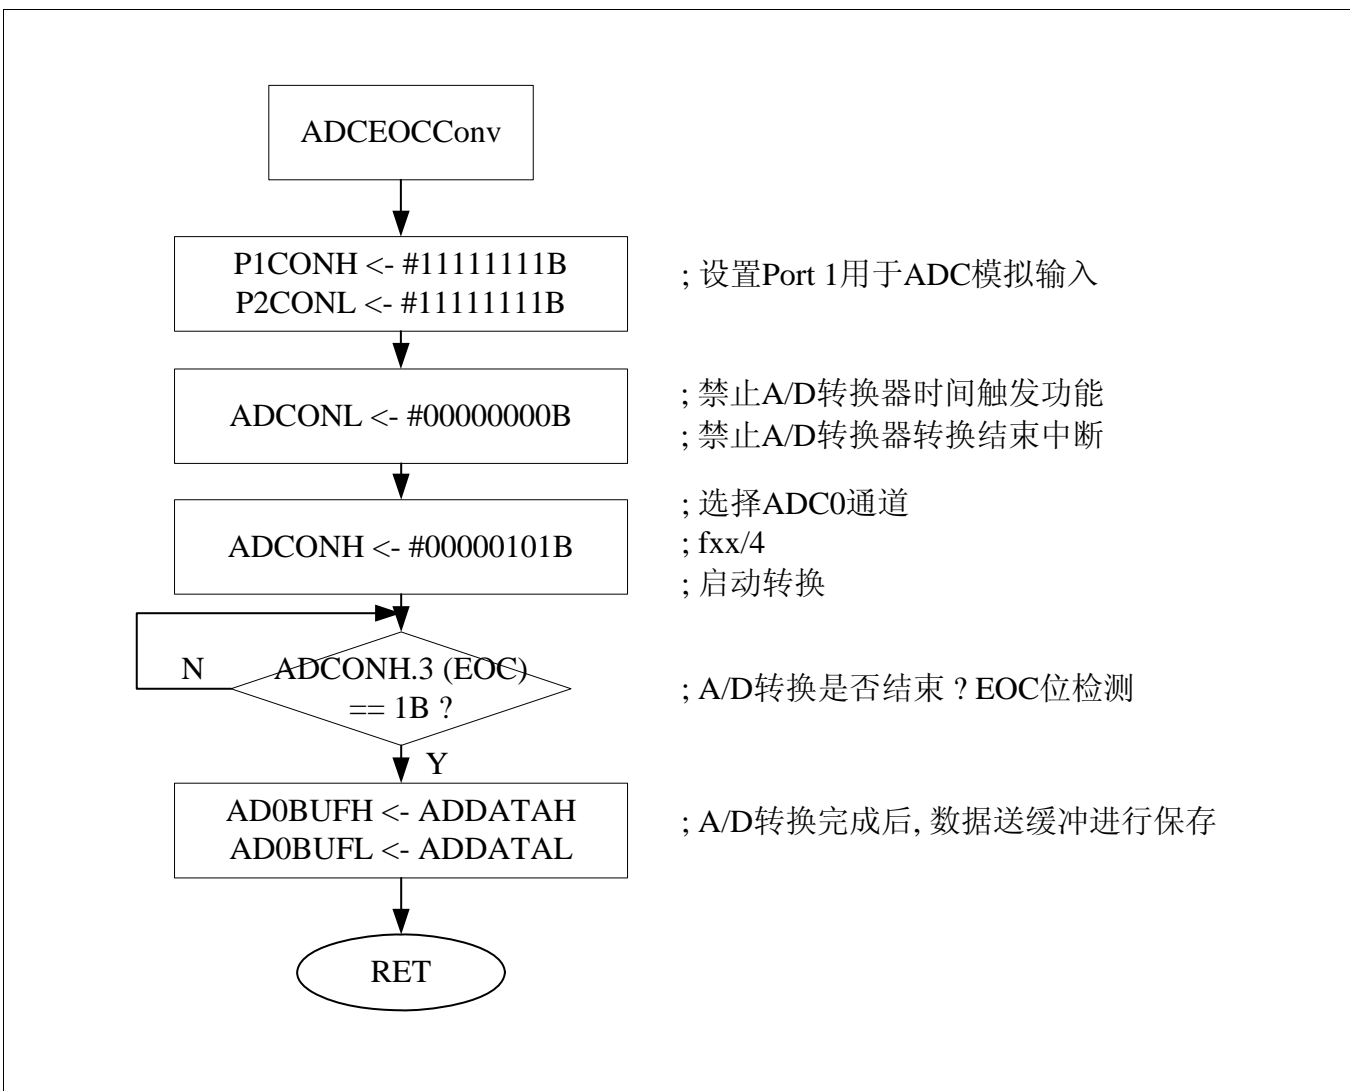 ADCEOCConv
P1CONH <- #11111111B
P2CONL <- #11111111B
; 设置Port 1用于ADC模拟输入
ADCONL <- #00000000B
; 禁止A/D转换器时间触发功能
; 禁止A/D转换器转换结束中断
ADCONH <- #00000101B
; 选择ADC0通道
; fxx/4
; 启动转换
N
ADCONH.3 (EOC)
== 1B ?
; A/D转换是否结束 ? EOC位检测
Y
AD0BUFH <- ADDATAH
AD0BUFL <- ADDATAL
; A/D转换完成后, 数据送缓冲进行保存
RET